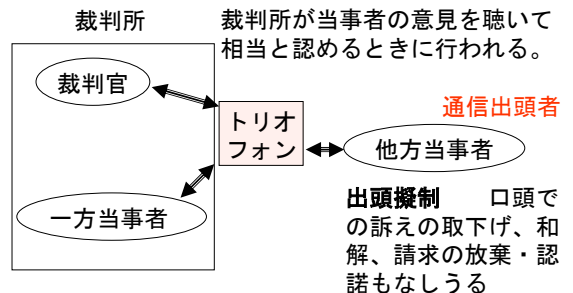 裁判所
裁判所が当事者の意見を聴いて
相当と認めるときに行われる。
裁判官
トリオ
フォン
通信出頭者
他方当事者
一方当事者
出頭擬制　口頭で
の訴えの取下げ、和
解、請求の放棄・認
諾もなしうる